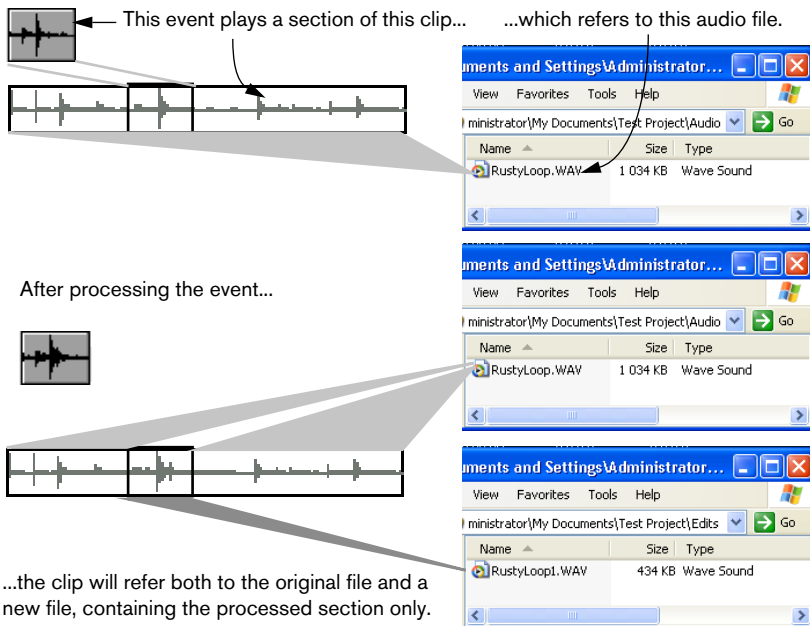 This event plays a section of this clip...
...which refers to this audio file.
uments and Settings\Administrator...
View Favorites Tools Help
ministrator\My Documents\Test Project\Audio Go
Name Size Type
RustyLoop.WAV 1 034 KB Wave Sound
After processing the event...
uments and Settings\Administrator...
View Favorites Tools Help
ministrator\My Documents\Test Project\Audio Go
Name Size Type
RustyLoop.WAV 1 034 KB Wave Sound
uments and Settings\Administrator...
View Favorites Tools Help
ministrator\My Documents\Test Project\Edits Go
Name Size Type
RustyLoop1.WAV 434 KB Wave Sound
...the clip will refer both to the original file and a
new file, containing the processed section only.